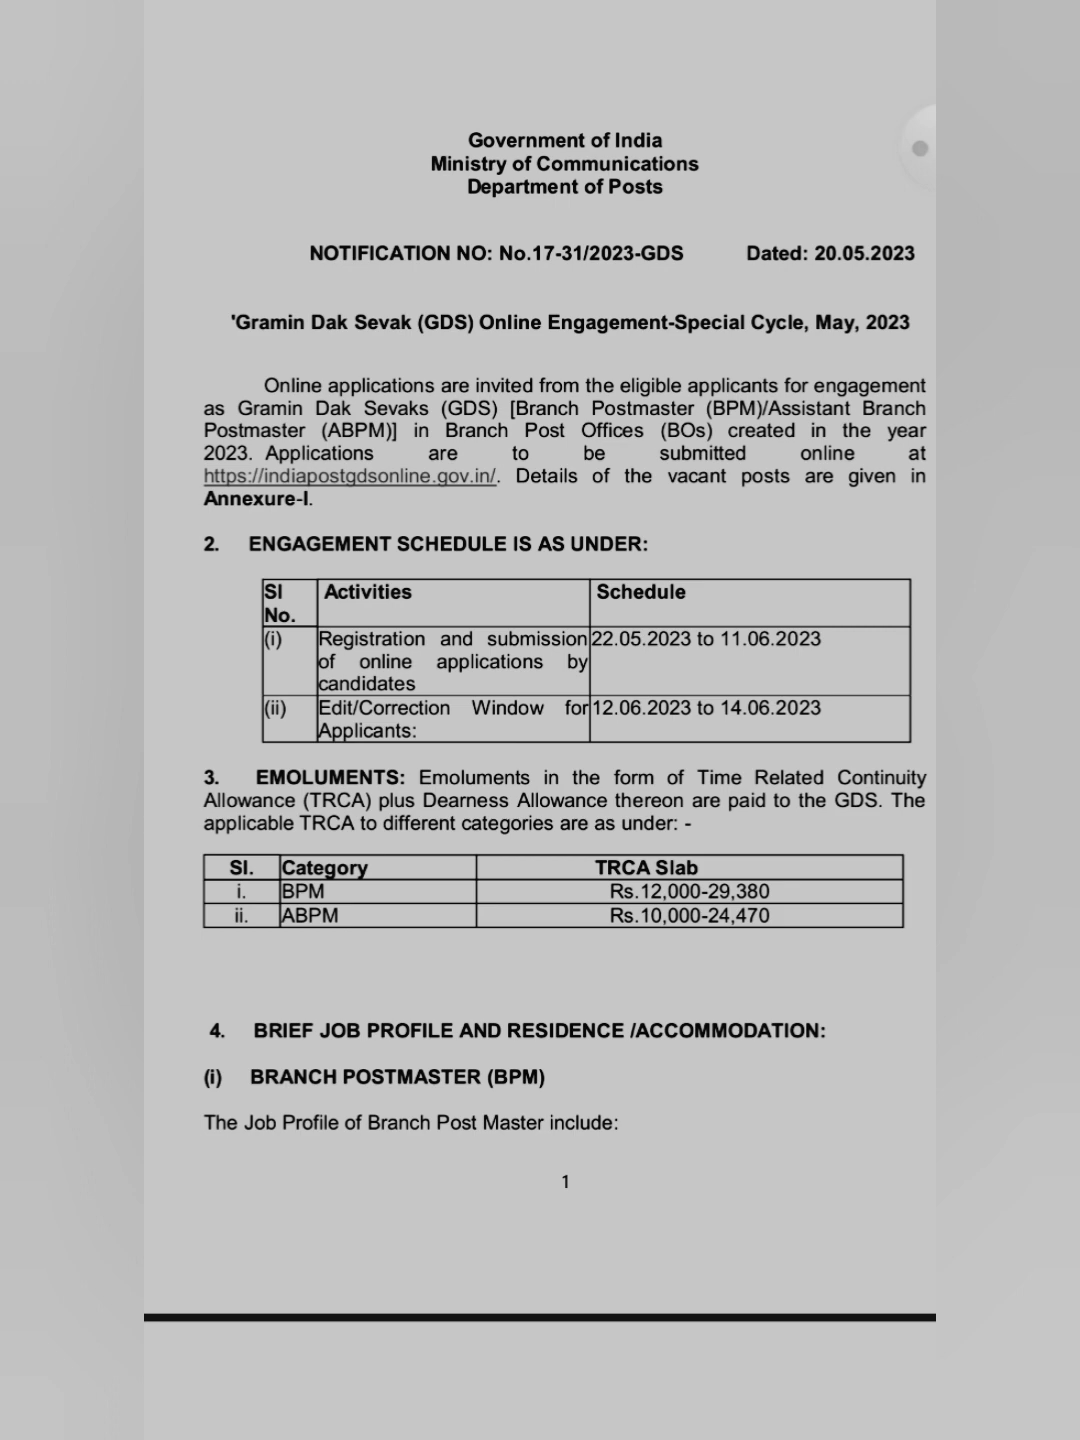 Government of India
Ministry of Communications
Department of Posts
NOTIFICATION NO: No.17-31/2023-GDS Dated: 20.05.2023
'Gramin Dak Sevak (GDS) Online Engagement-Special Cycle, May, 2023
Online applications are invited from the eligible applicants for engagement
as Gramin Dak Sevaks (GDS) [Branch Postmaster (BPM)/Assistant Branch
Postmaster (ABPM)] in Branch Post Offices (BOs) created in the year
2023. Applications are to be submitted online at
https://indiapostgdsonline.gov.in/. Details of the vacant posts are given in
Annexure-I.
2. ENGAGEMENT SCHEDULE IS AS UNDER:
Sl Activities Schedule
No.
(i) Registration and submission 22.05.2023 to 11.06.2023
of online applications by
candidates
(ii) Edit/Correction Window for 12.06.2023 to 14.06.2023
Applicants:
3. EMOLUMENTS: Emoluments in the form of Time Related Continuity
Allowance (TRCA) plus Dearness Allowance thereon are paid to the GDS. The
applicable TRCA to different categories are as under: -
Sl. Category TRCA Slab
i. BPM Rs.12,000-29,380
ii. ABPM Rs.10,000-24,470
4. BRIEF JOB PROFILE AND RESIDENCE /ACCOMMODATION:
(i) BRANCH POSTMASTER (BPM)
The Job Profile of Branch Post Master include:
1